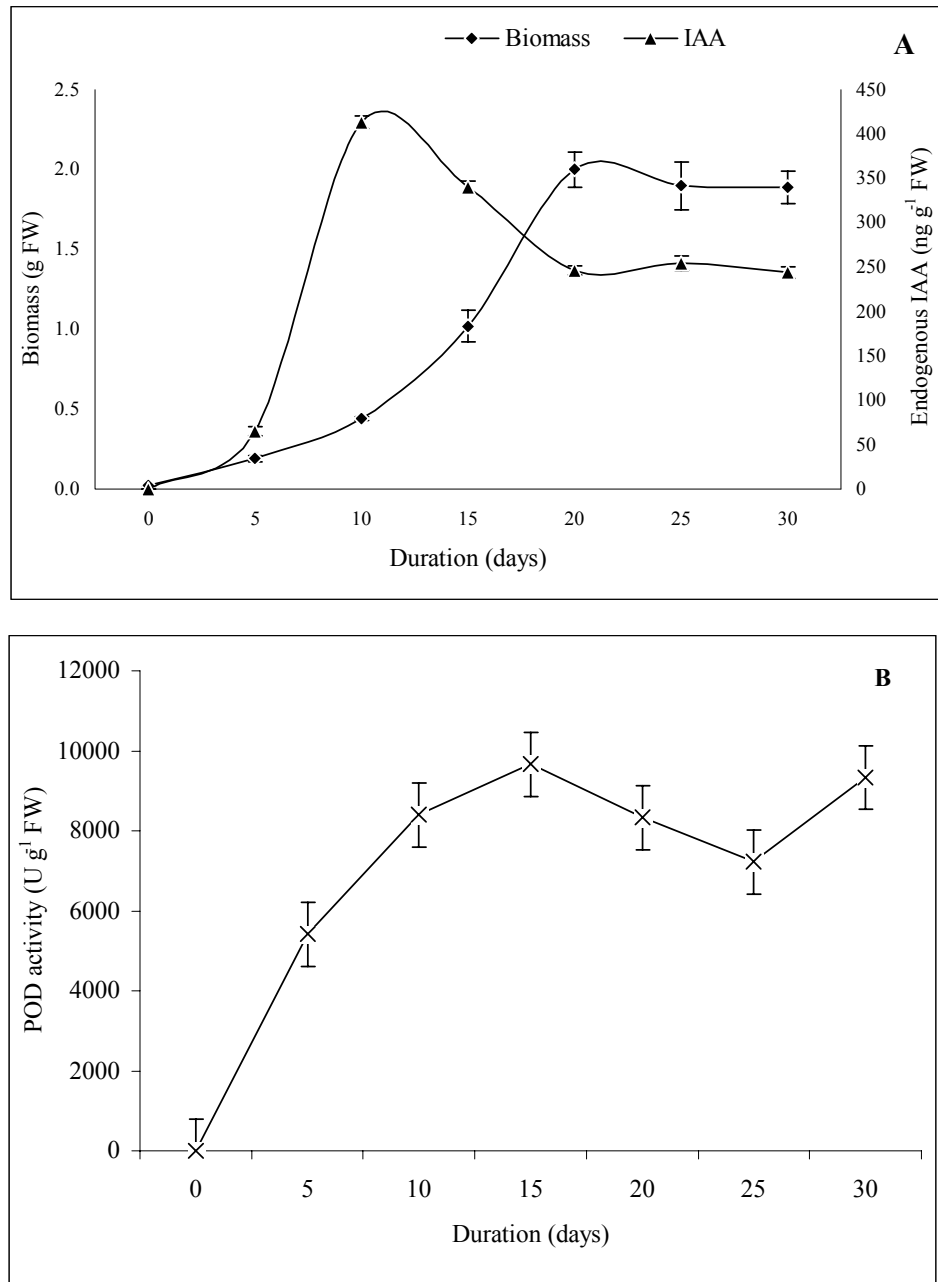 Biomass IAA A
2.5 450
400
2.0 350
300
1.5 250
1.0 200
150
0.5 100
50
0.0 0
0 5 10 15 20 25 30
Duration (days)
Biomass (g FW)
Endogenous IAA (ng g⁻¹ FW)
B
12000
10000
8000
6000
4000
2000
0
0 5 10 15 20 25 30
Duration (days)
POD activity (U g¹ FW)